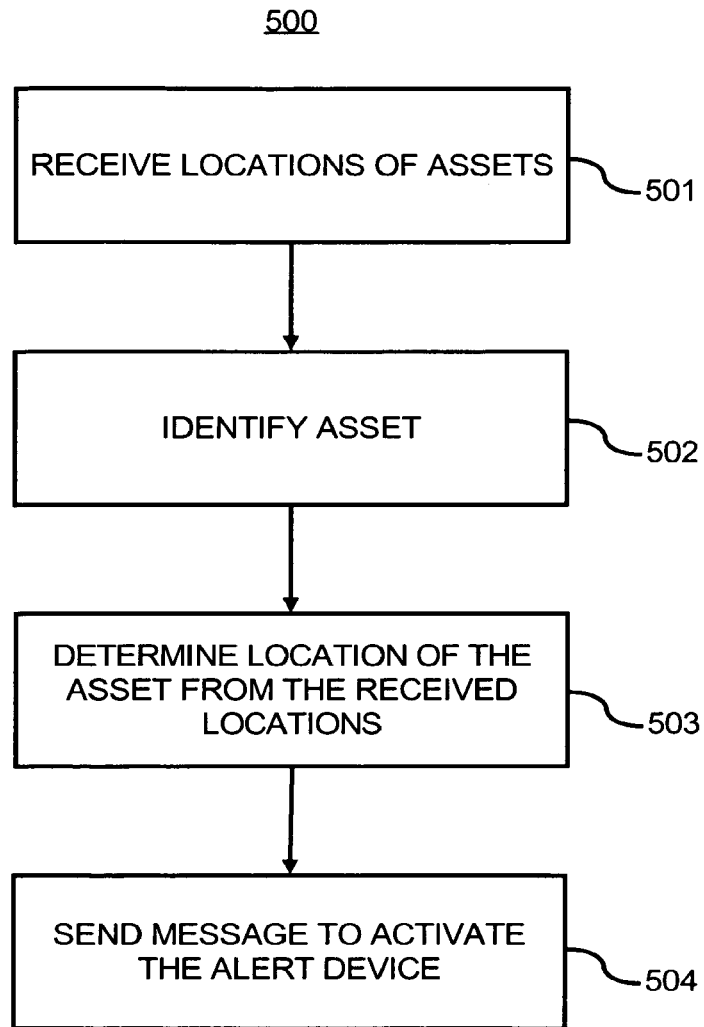 500
RECEIVE LOCATIONS OF ASSETS
501
IDENTIFY ASSET
502
DETERMINE LOCATION OF THE
ASSET FROM THE RECEIVED
LOCATIONS
503
SEND MESSAGE TO ACTIVATE
THE ALERT DEVICE
504